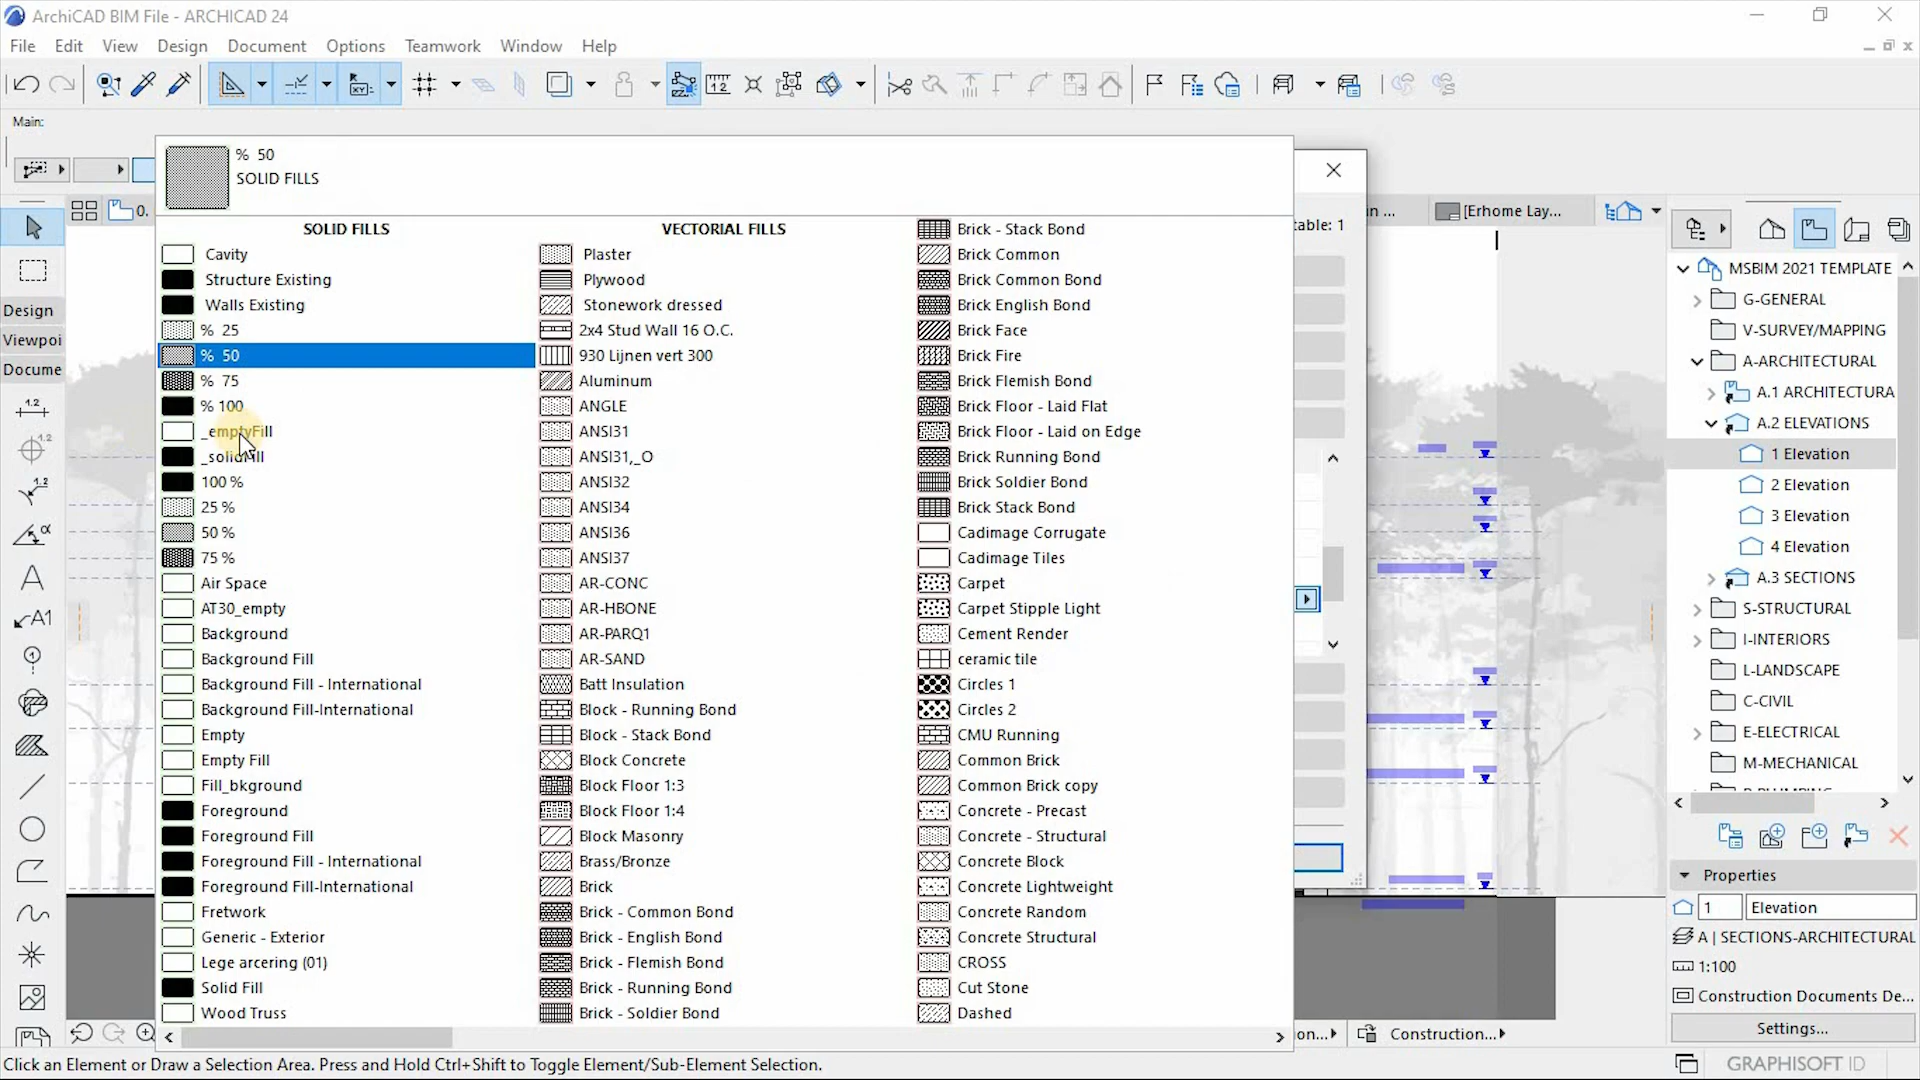 ArchiCAD BIM File - ARCHICAD 24
File Edit View Design Document Options Teamwork Window Help
Main:
% 50
SOLID FILLS
0.
un ...
[Erhome Lay...
table: 1
Design
Viewpoi
Docume
SOLID FILLS
Cavity
Structure Existing
Walls Existing
% 25
% 50
% 75
% 100
_emptyFill
_solidFill
100 %
25 %
50 %
75 %
Air Space
AT30_empty
Background
Background Fill
Background Fill - International
Background Fill-International
Empty
Empty Fill
Fill_bkground
Foreground
Foreground Fill
Foreground Fill - International
Foreground Fill-International
Fretwork
Generic - Exterior
Lege arcering (01)
Solid Fill
Wood Truss
VECTORIAL FILLS
Plaster
Plywood
Stonework dressed
2x4 Stud Wall 16 O.C.
930 Lijnen vert 300
Aluminum
ANGLE
ANSI31
ANSI31,_O
ANSI32
ANSI34
ANSI36
ANSI37
AR-CONC
AR-HBONE
AR-PARQ1
AR-SAND
Batt Insulation
Block - Running Bond
Block - Stack Bond
Block Concrete
Block Floor 1:3
Block Floor 1:4
Block Masonry
Brass/Bronze
Brick
Brick - Common Bond
Brick - English Bond
Brick - Flemish Bond
Brick - Running Bond
Brick - Soldier Bond
Brick - Stack Bond
Brick Common
Brick Common Bond
Brick English Bond
Brick Face
Brick Fire
Brick Flemish Bond
Brick Floor - Laid Flat
Brick Floor - Laid on Edge
Brick Running Bond
Brick Soldier Bond
Brick Stack Bond
Cadimage Corrugate
Cadimage Tiles
Carpet
Carpet Stipple Light
Cement Render
ceramic tile
Circles 1
Circles 2
CMU Running
Common Brick
Common Brick copy
Concrete - Precast
Concrete - Structural
Concrete Block
Concrete Lightweight
Concrete Random
Concrete Structural
CROSS
Cut Stone
Dashed
MSBIM 2021 TEMPLATE
G-GENERAL
V-SURVEY/MAPPING
A-ARCHITECTURAL
A.1 ARCHITECTURA
A.2 ELEVATIONS
1 Elevation
2 Elevation
3 Elevation
4 Elevation
A.3 SECTIONS
S-STRUCTURAL
I-INTERIORS
L-LANDSCAPE
C-CIVIL
E-ELECTRICAL
M-MECHANICAL
Properties
1 Elevation
A | SECTIONS-ARCHITECTURAL
1:100
Construction Documents De...
Settings...
on...
Construction...
Click an Element or Draw a Selection Area. Press and Hold Ctrl+Shift to Toggle Element/Sub-Element Selection.
GRAPHISOFT ID